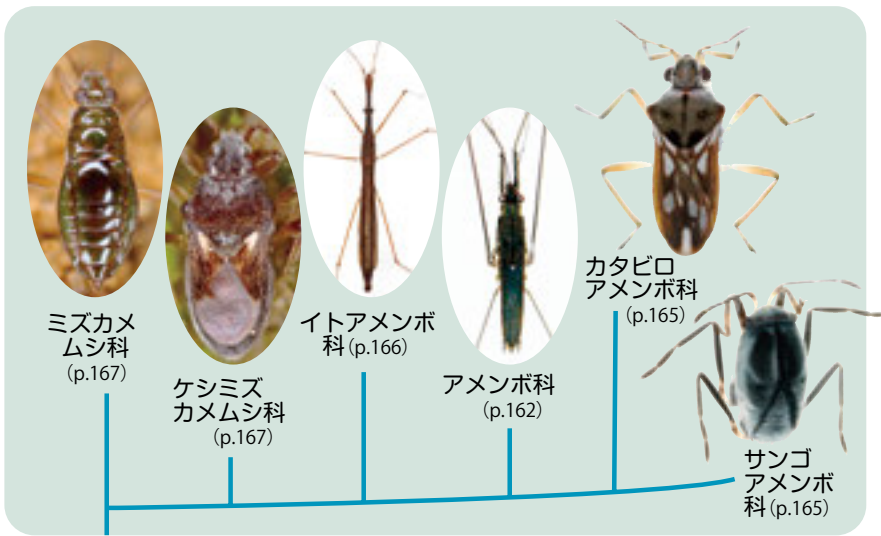 ミズカメ
ムシ科
(p.167)
ケシミズ
カメムシ科
(p.167)
イトアメンボ
科(p.166)
アメンボ科
(p.162)
カタビロ
アメンボ科
(p.165)
サンゴ
アメンボ
科(p.165)